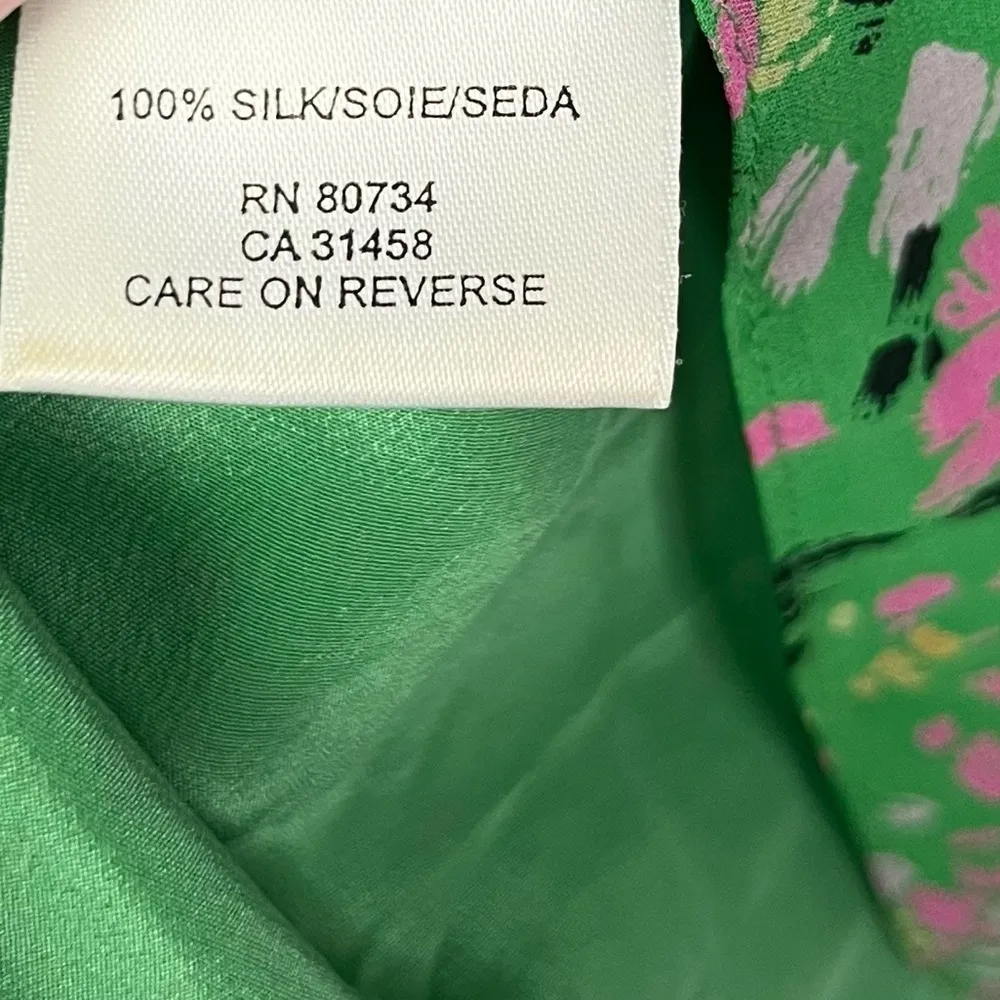 100% SILK/SOIE/SEDA
RN 80734
CA 31458
CARE ON REVERSE